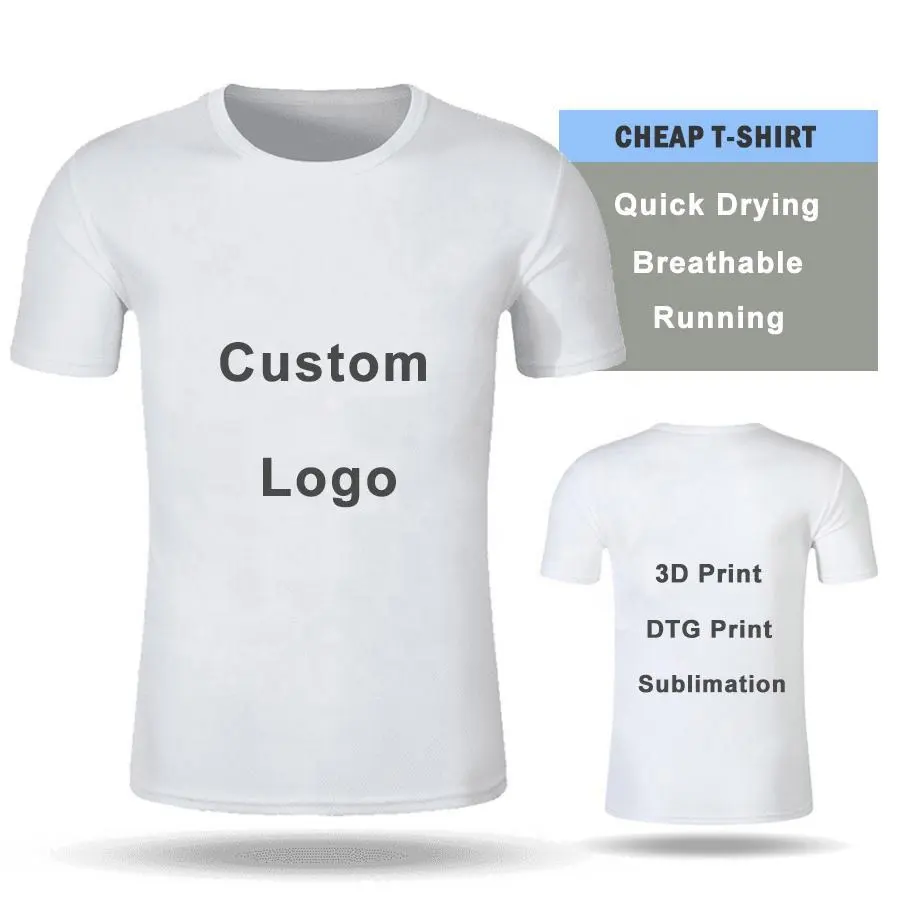 CHEAP T-SHIRT
Quick Drying
Breathable
Running
Custom
Logo
3D Print
DTG Print
Sublimation